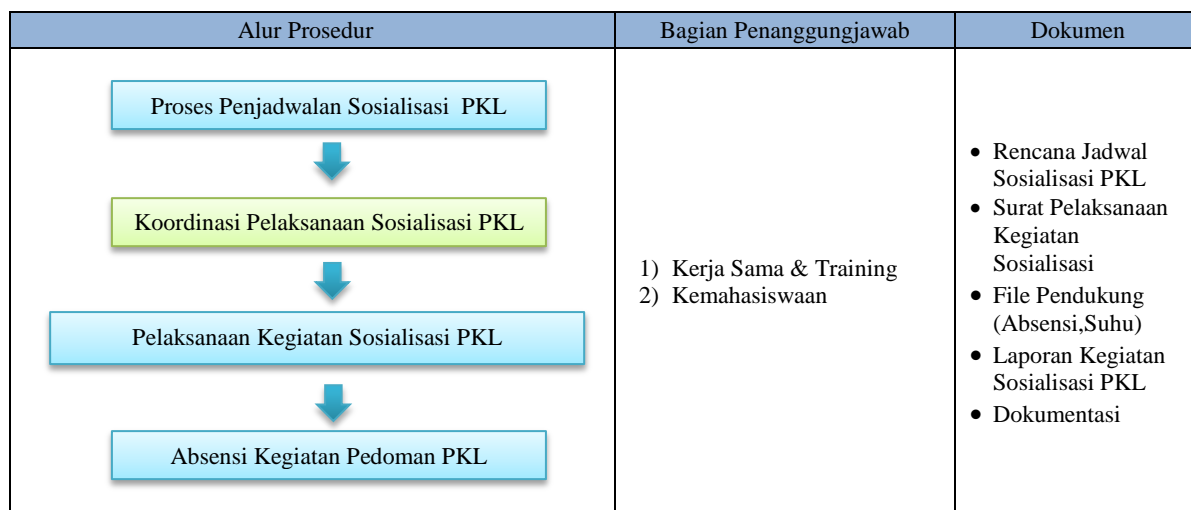 Alur Prosedur
Bagian Penanggungjawab
Dokumen
Proses Penjadwalan Sosialisasi PKL
Koordinasi Pelaksanaan Sosialisasi PKL
Pelaksanaan Kegiatan Sosialisasi PKL
Absensi Kegiatan Pedoman PKL
1) Kerja Sama & Training
2) Kemahasiswaan
• Rencana Jadwal
Sosialisasi PKL
• Surat Pelaksanaan
Kegiatan
Sosialisasi
• File Pendukung
(Absensi,Suhu)
• Laporan Kegiatan
Sosialisasi PKL
• Dokumentasi